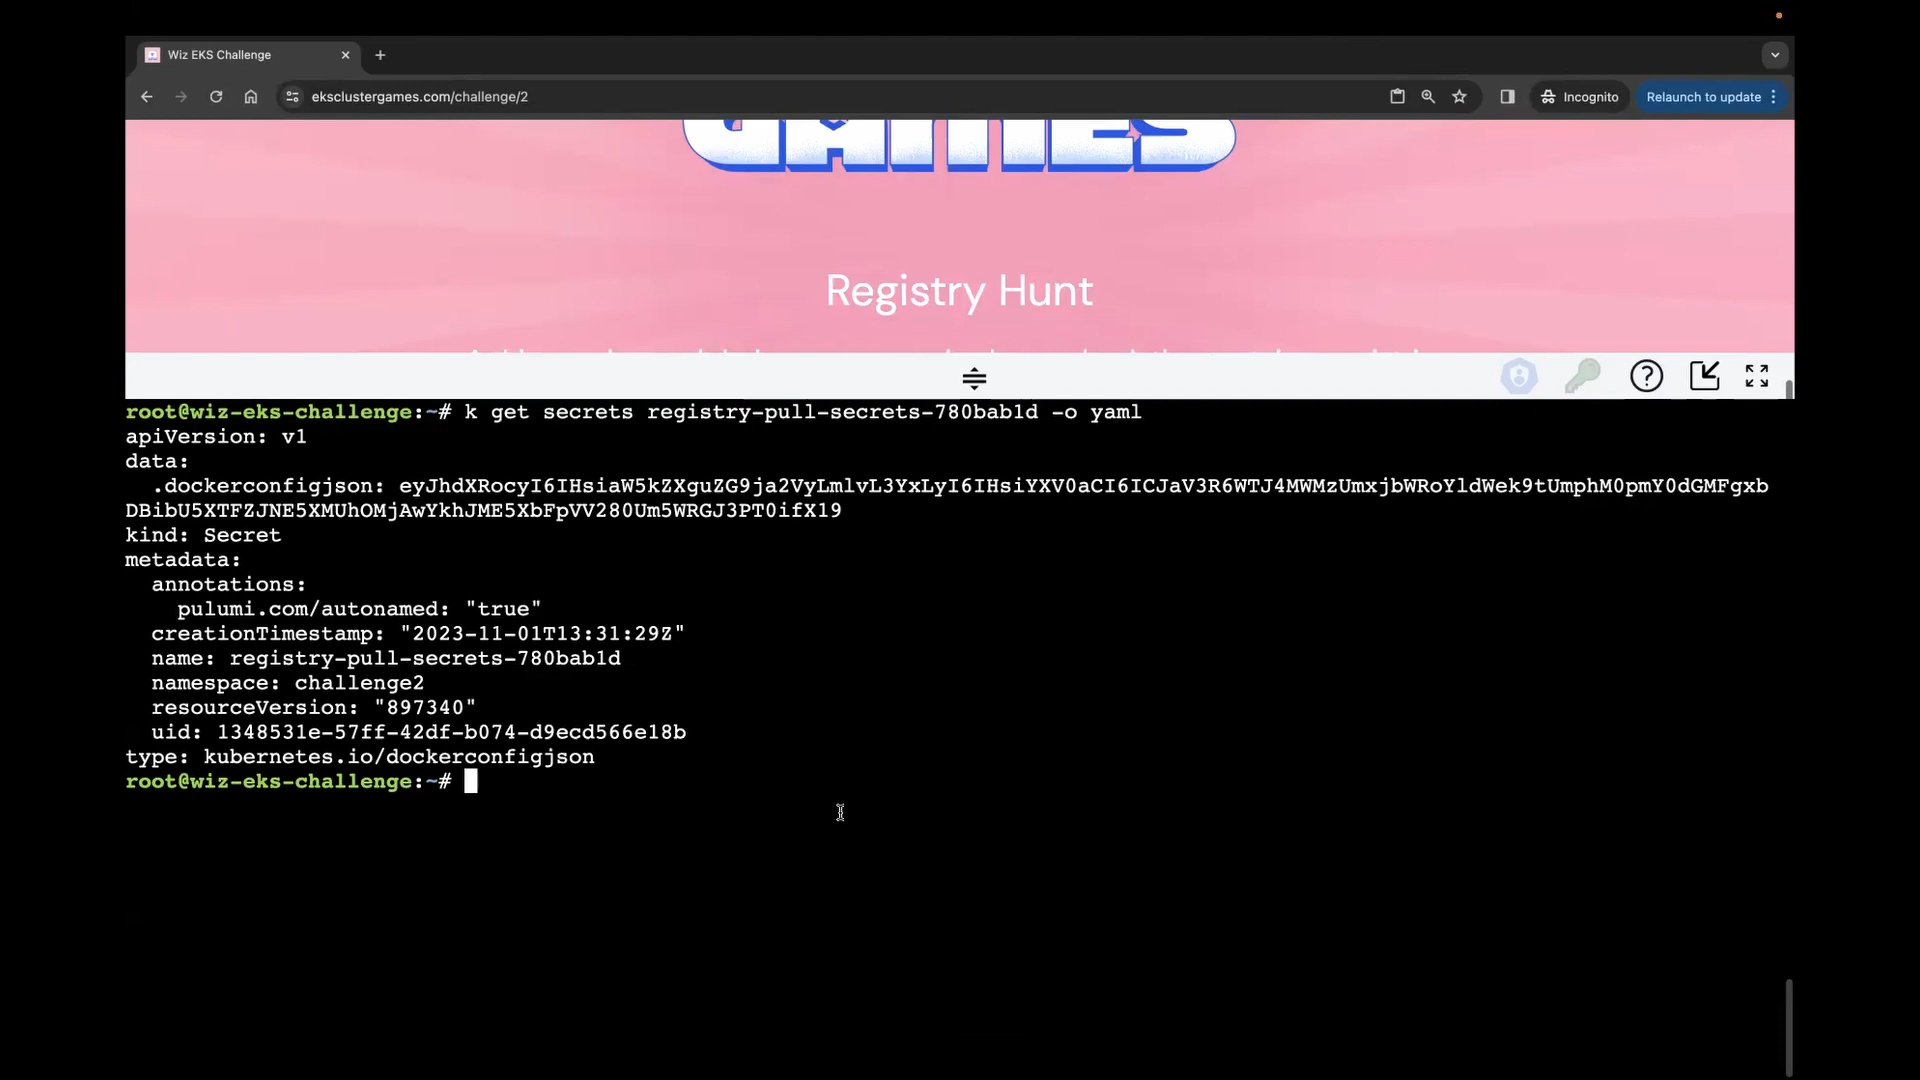 Wiz EKS Challenge
eksclustergames.com/challenge/2
Incognito
Relaunch to update
GAMES
Registry Hunt
root@wiz-eks-challenge:~# k get secrets registry-pull-secrets-780bab1d -o yaml
apiVersion: v1
data:
  .dockerconfigjson: eyJhdXRocyI6IHsiaW5kZXguZG9ja2VyLmlvL3YxLyI6IHsiYXV0aCI6ICJaV3R6WTJ4MWMzUmxjbWRoYldWek9tUmphM0pmY0dGMFgxb
DBibU5XTFZJNE5XMUhOMjAwYkhJME5XbFpVV280Um5WRGJ3PT0ifX19
kind: Secret
metadata:
  annotations:
    pulumi.com/autonamed: "true"
  creationTimestamp: "2023-11-01T13:31:29Z"
  name: registry-pull-secrets-780bab1d
  namespace: challenge2
  resourceVersion: "897340"
  uid: 1348531e-57ff-42df-b074-d9ecd566e18b
type: kubernetes.io/dockerconfigjson
root@wiz-eks-challenge:~#